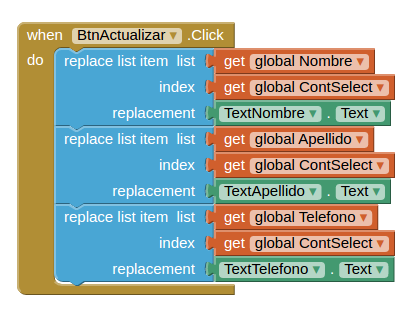 when BtnActualizar .Click
do replace list item list get global Nombre
index get global ContSelect
replacement TextNombre . Text
replace list item list get global Apellido
index get global ContSelect
replacement TextApellido . Text
replace list item list get global Telefono
index get global ContSelect
replacement TextTelefono . Text